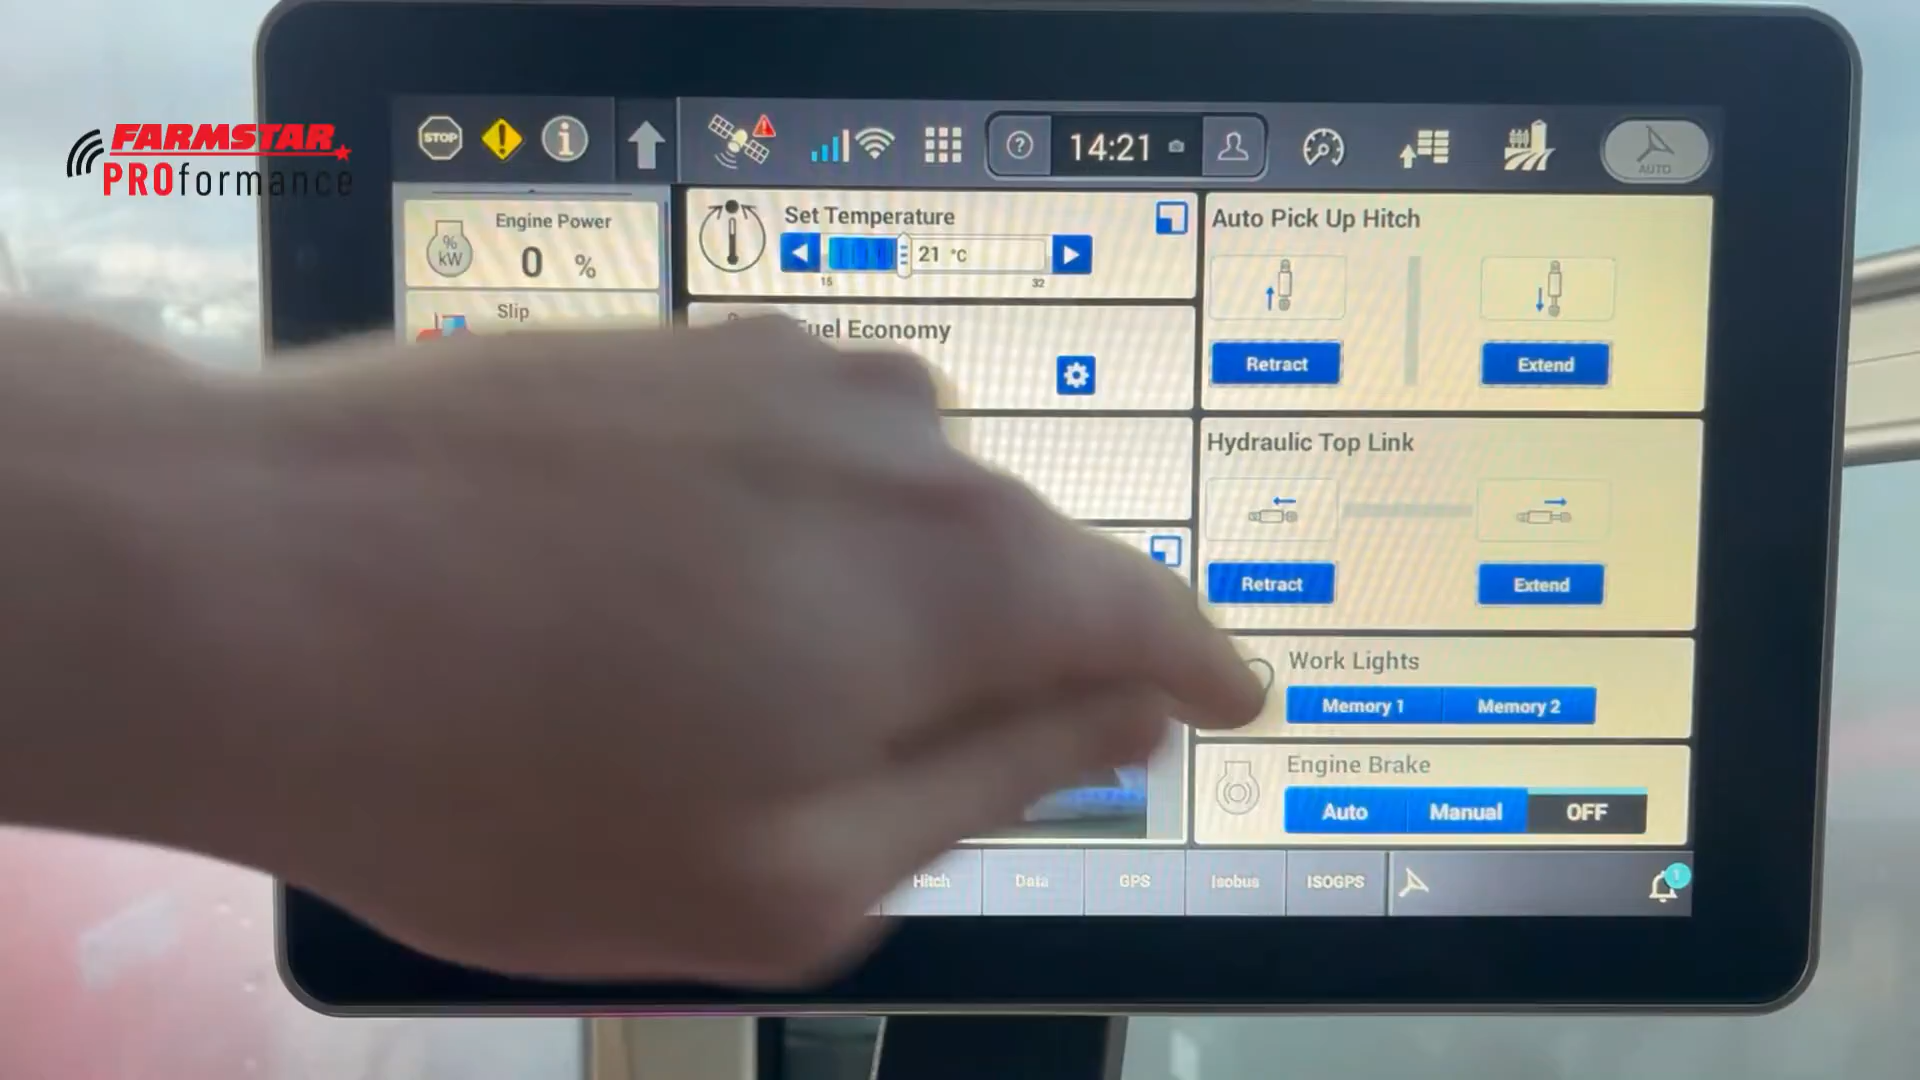 FARMSTAR
PROformance
STOP
14:21
AUTO
Engine Power
% kW
0 %
Slip
Set Temperature
21 °C
15 32
Fuel Economy
Auto Pick Up Hitch
Retract Extend
Hydraulic Top Link
Retract Extend
Work Lights
Memory 1 Memory 2
Engine Brake
Auto Manual OFF
Hitch Data GPS Isobus ISOGPS
1